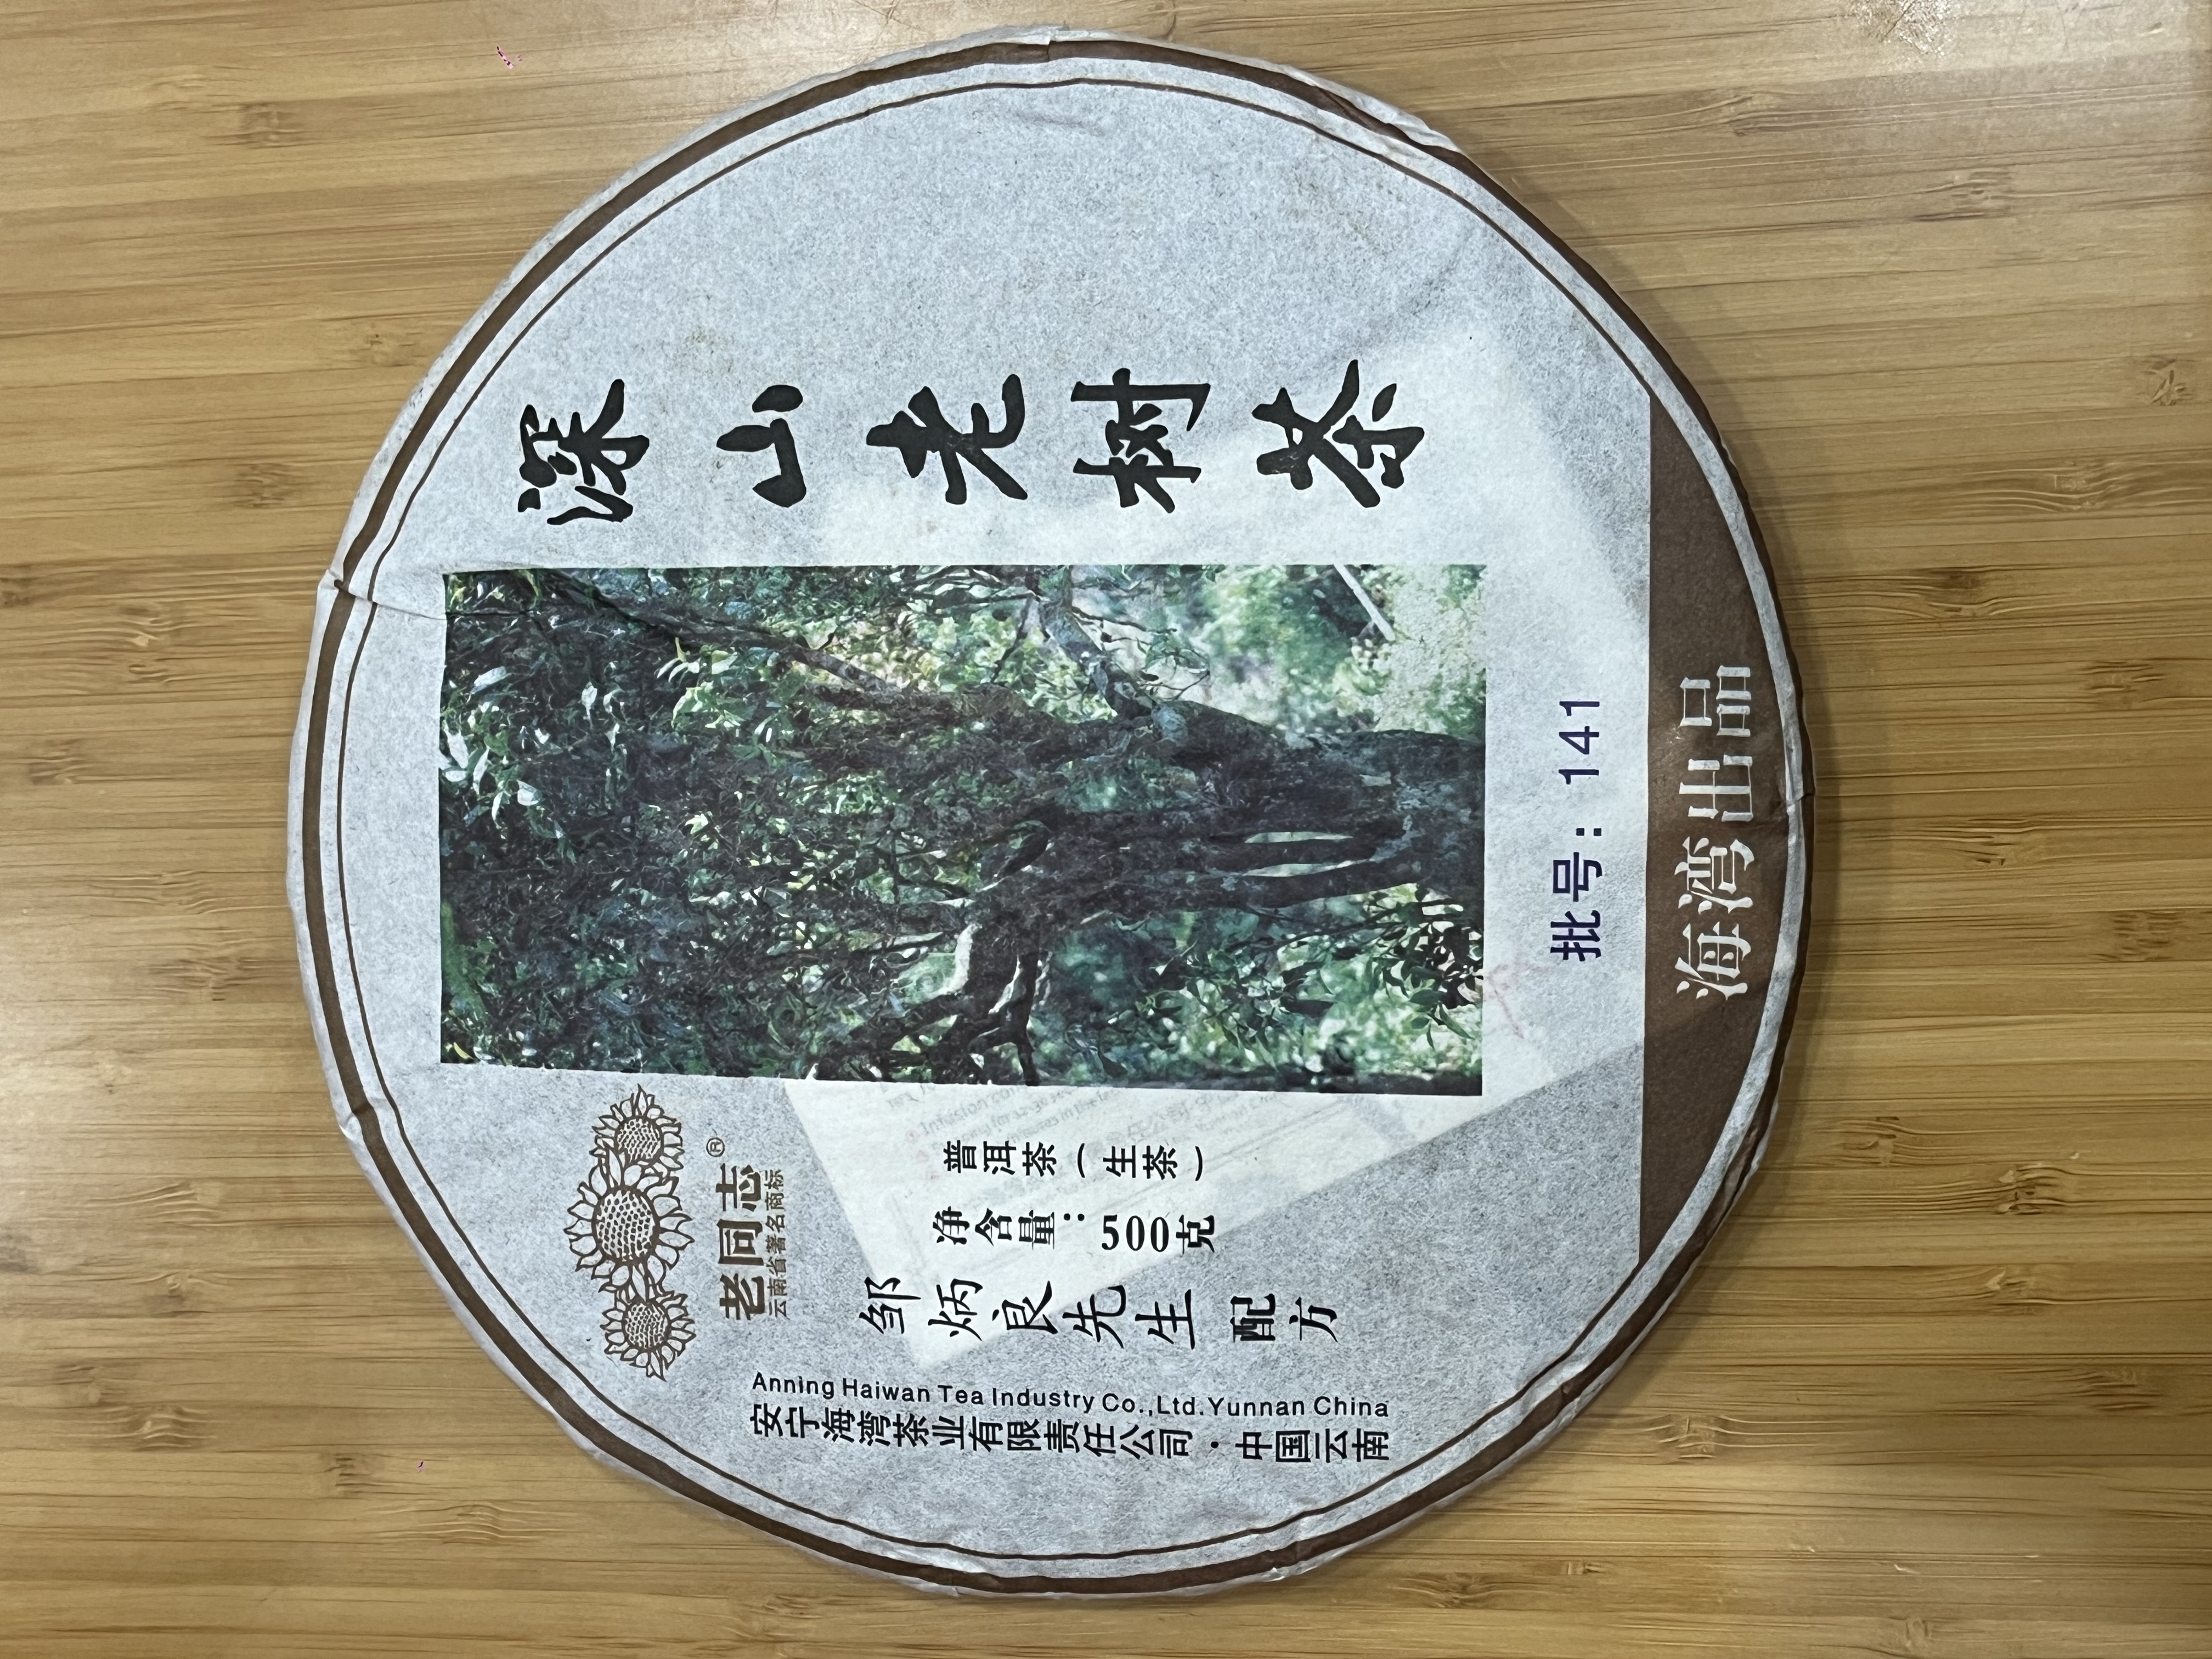 深山老树茶
老同志®
云南省著名商标
普洱茶(生茶)
净含量:500克
邹炳良先生 配方
Anning Haiwan Tea Industry Co.,Ltd.Yunnan China
安宁海湾茶业有限责任公司·中国云南
批号:141
海湾出品